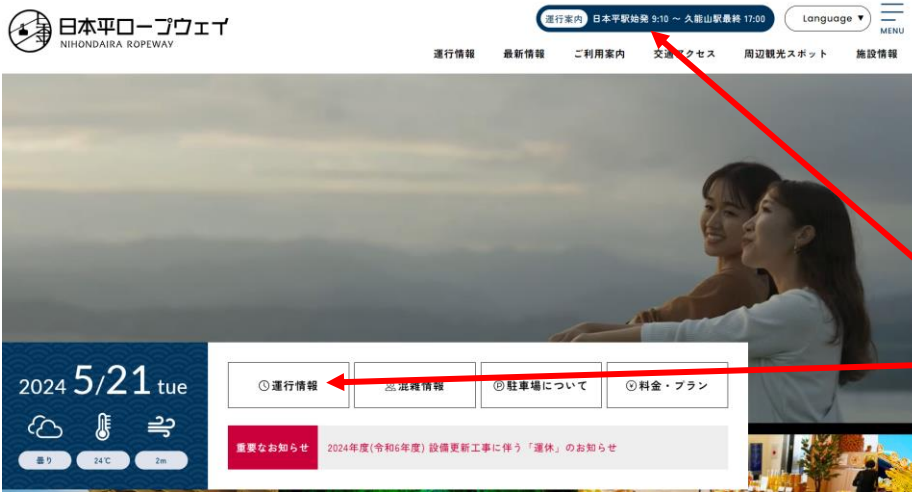 日本平ロープウェイ
NIHONDAIRA ROPEWAY
運行案内 日本平駅始発 9:10 ～ 久能山駅最終 17:00
Language ▼
MENU
運行情報 最新情報 ご利用案内 交通アクセス 周辺観光スポット 施設情報
2024 5/21 tue
曇り 24℃ 2m
運行情報 混雑情報 Ⓟ駐車場について 料金・プラン
重要なお知らせ 2024年度(令和6年度) 設備更新工事に伴う「運休」のお知らせ